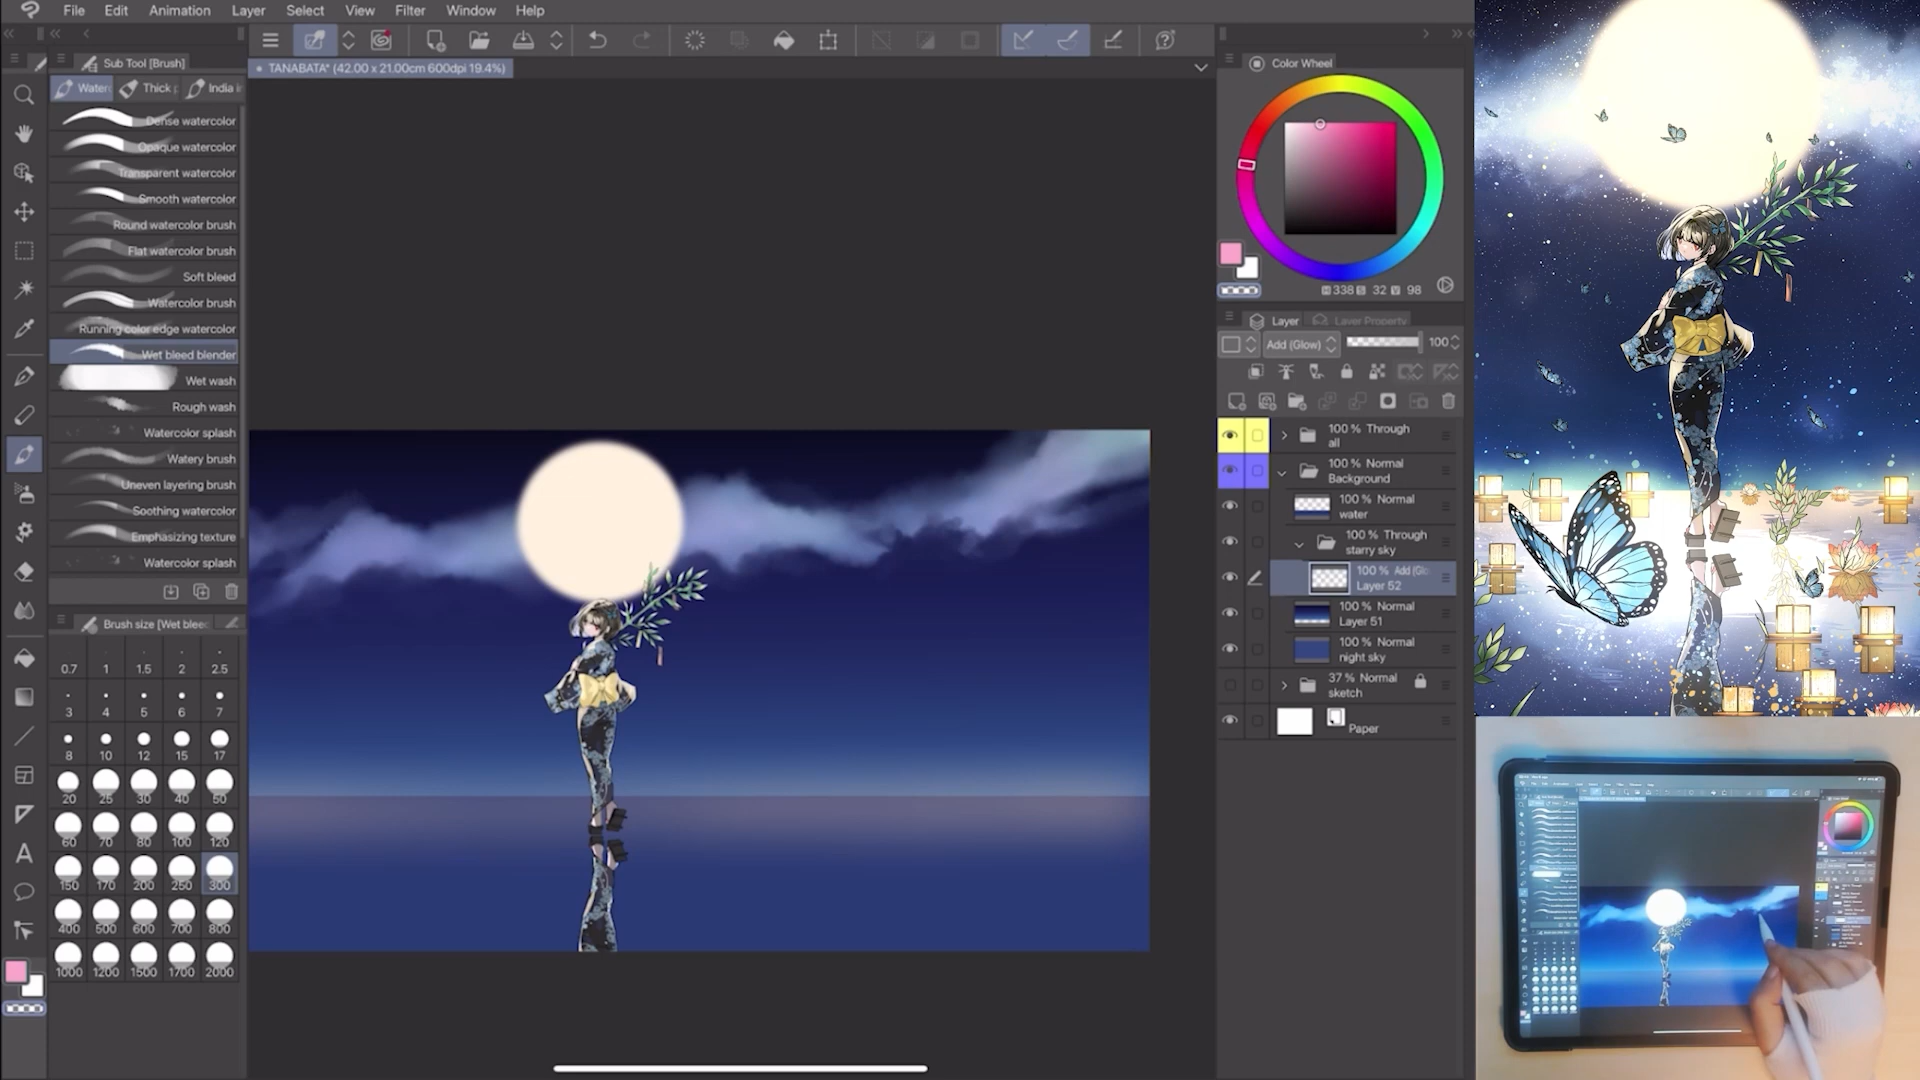 File Edit Animation Layer Select View Filter Window Help
Sub Tool [Brush]
Thick
India
TANABATA* (42.00 x 21.00cm 600dpi 19.4%)
Dense watercolor
Opaque watercolor
Transparent watercolor
Smooth watercolor
Round watercolor brush
Flat watercolor brush
Soft bleed
Watercolor brush
Running color edge watercolor
Wet bleed blender
Wet wash
Rough wash
Watercolor splash
Watery brush
Uneven layering brush
Soothing watercolor
Emphasizing texture
Watercolor splash
Brush size [Wet blee
0.7 1 1.5 2 2.5
3 4 5 6 7
8 10 12 15 17
20 25 30 40 50
60 70 80 100 120
150 170 200 250 300
400 500 600 700 800
1000 1200 1500 1700 2000
Color Wheel
H 338 S 32 V 98
Layer Layer Property
Add (Glow) 100
100 % Through
all
100 % Normal
Background
100 % Normal
water
100 % Through
starry sky
100 % Add (Glo
Layer 52
100 % Normal
Layer 51
100 % Normal
night sky
37 % Normal
sketch
Paper